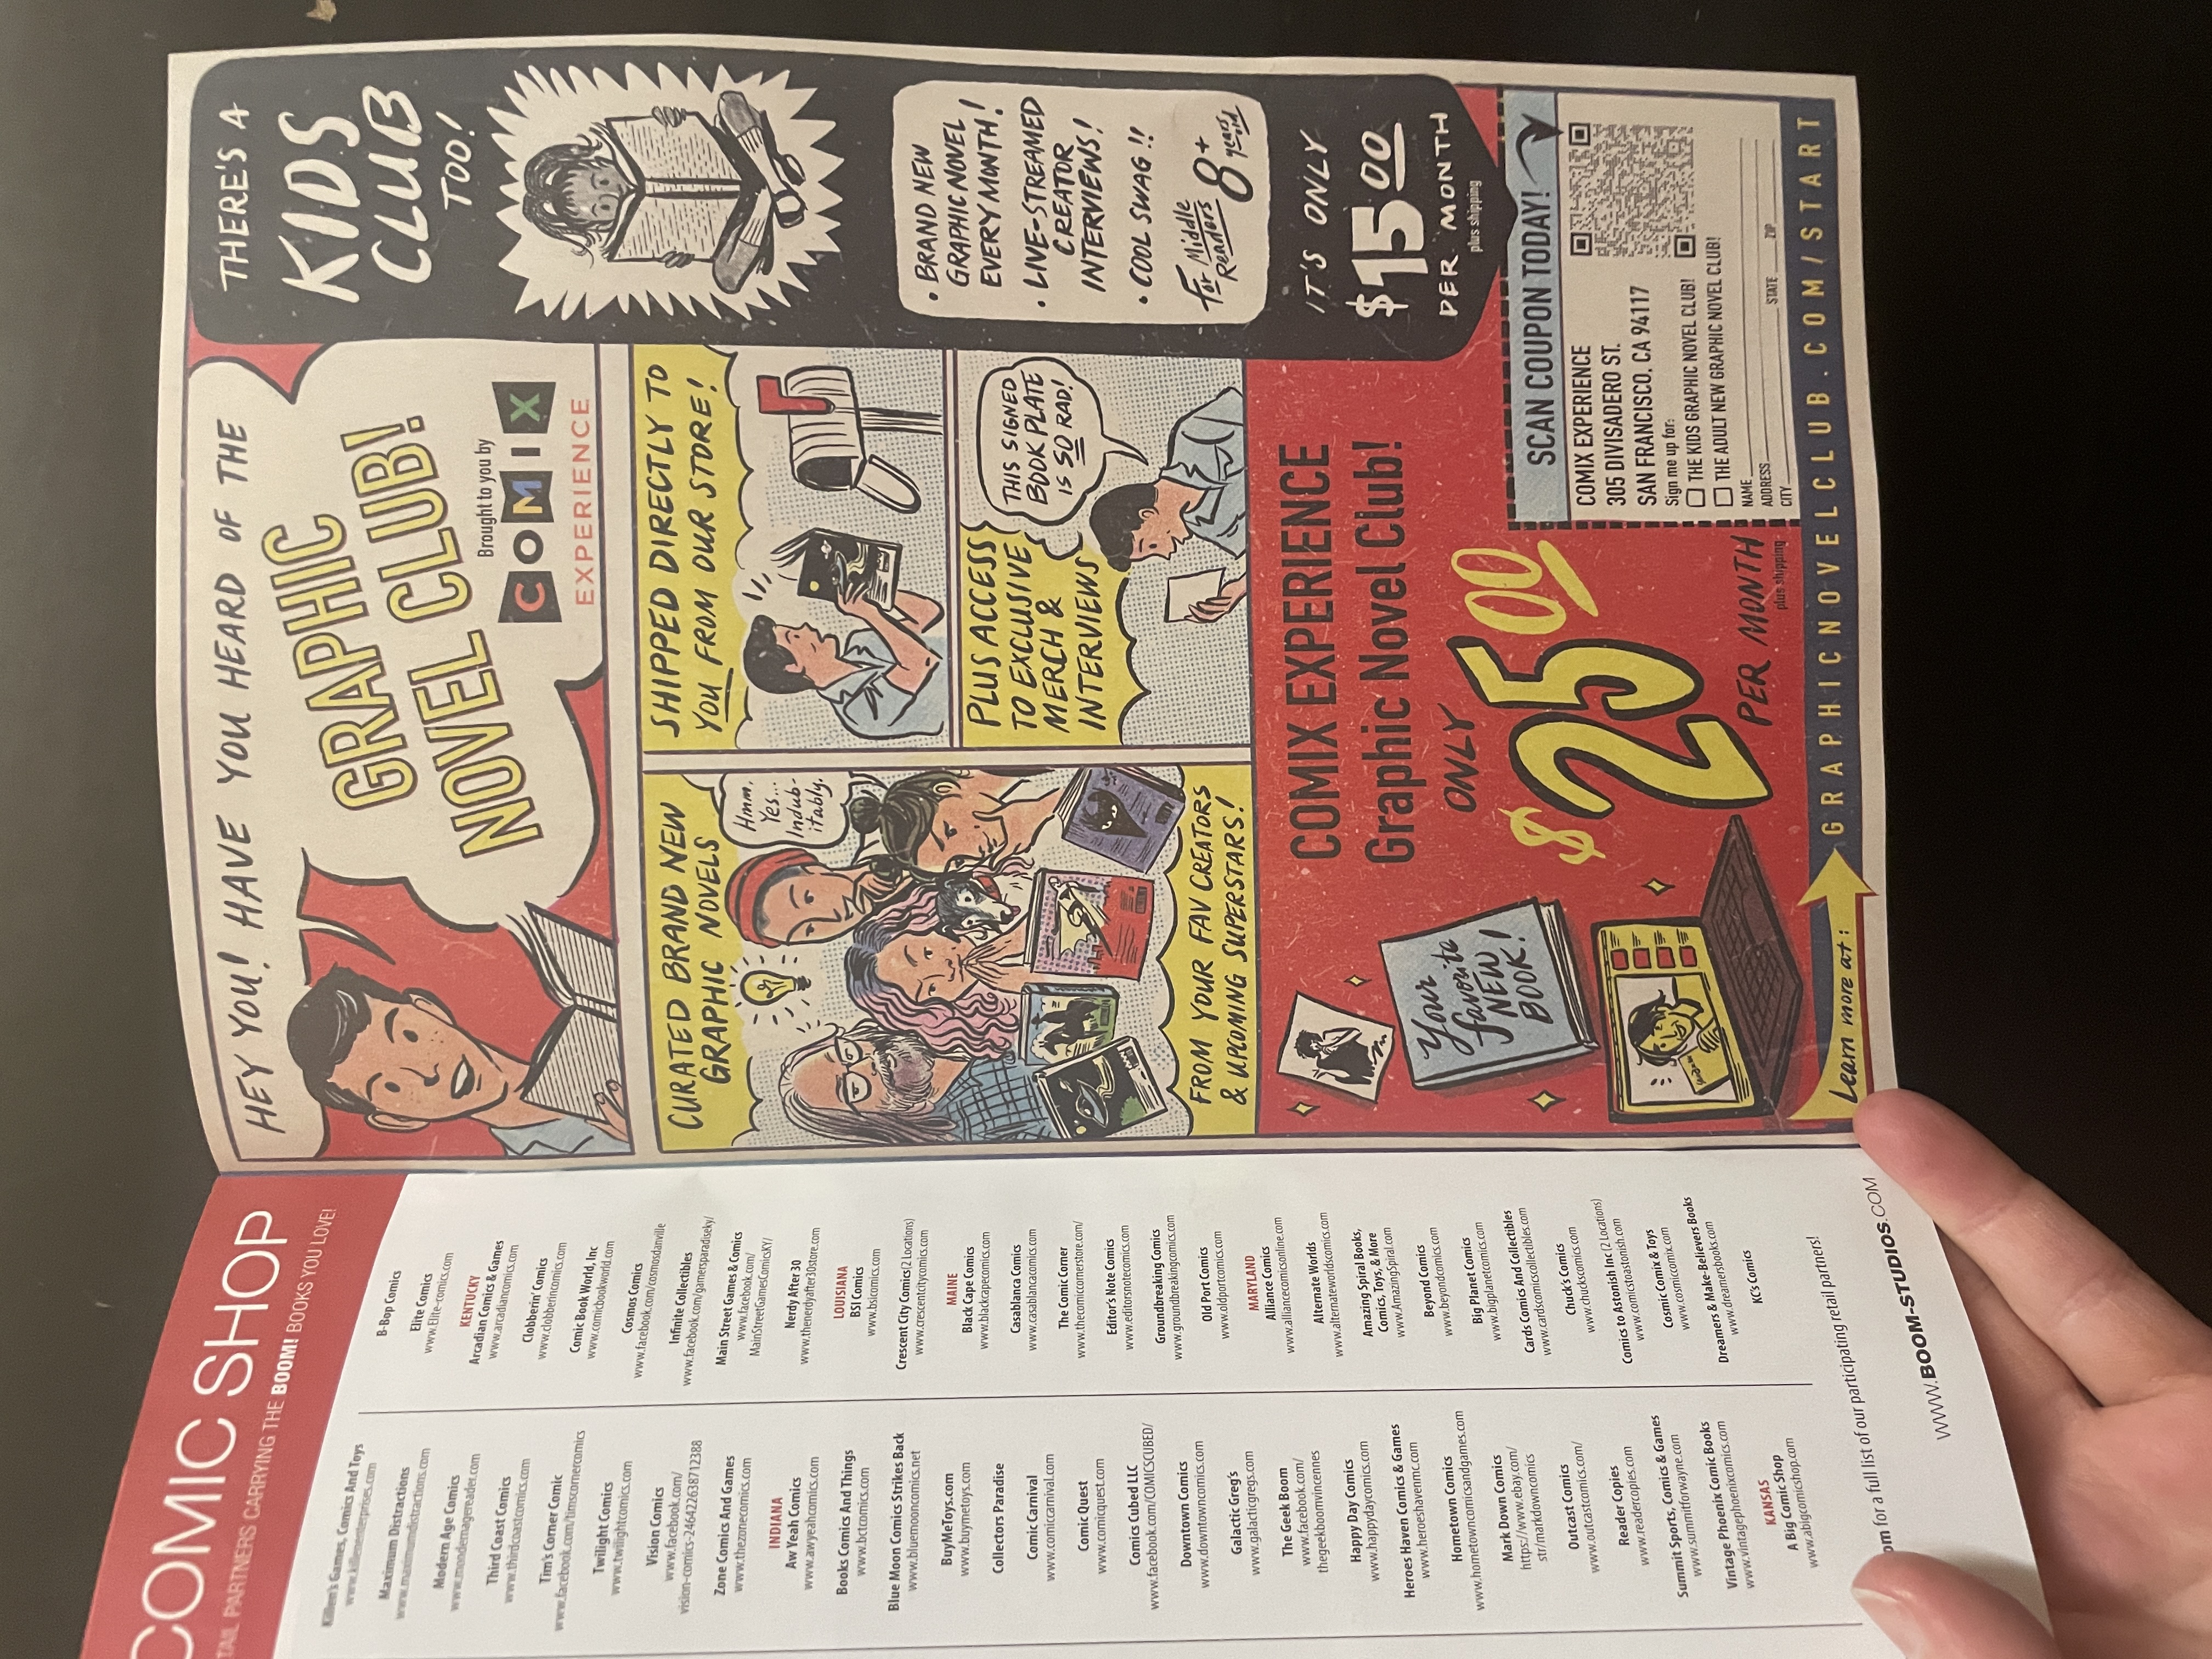 COMIC SHOP
TAIL PARTNERS CARRYING THE BOOM! BOOKS YOU LOVE!
Killen's Games, Comics And Toys
www.killenenterprises.com
Maximum Distractions
www.maximumdistractions.com
Modern Age Comics
www.mondernagereader.com
Third Coast Comics
www.thirdcoastcomics.com
Tim's Corner Comic
www.facebook.com/timscornercomics
Twilight Comics
www.twilightcomics.com
Vision Comics
www.facebook.com/
vision-comics-246422638712388
Zone Comics And Games
www.thezonecomics.com
INDIANA
Aw Yeah Comics
www.awyeahcomics.com
Books Comics And Things
www.bctcomics.com
Blue Moon Comics Strikes Back
www.bluemooncomics.net
BuyMeToys.com
www.buymetoys.com
Collectors Paradise
Comic Carnival
www.comiccarnival.com
Comic Quest
www.comicquest.com
Comics Cubed LLC
www.facebook.com/COMICSCUBED/
Downtown Comics
www.downtowncomics.com
Galactic Greg's
www.galacticgregs.com
The Geek Boom
www.facebook.com/
thegeekboomvincennes
Happy Day Comics
www.happydaycomics.com
Heroes Haven Comics & Games
www.heroeshavenmc.com
Hometown Comics
www.hometowncomicsandgames.com
Mark Down Comics
https://www.ebay.com/
str/markdowncomics
Outcast Comics
www.outcastcomics.com/
Reader Copies
www.readercopies.com
Summit Sports, Comics & Games
www.summitforwayne.com
Vintage Phoenix Comic Books
www.vintagephoenixcomics.com
KANSAS
A Big Comic Shop
www.abigcomicshop.com
B-Bop Comics
Elite Comics
www.Elite-comics.com
KENTUCKY
Arcadian Comics & Games
www.arcadiancomics.com
Clobberin' Comics
www.clobberincomics.com
Comic Book World, Inc
www.comicbookworld.com
Cosmos Comics
www.facebook.com/cosmosdanville
Infinite Collectibles
www.facebook.com/gamersparadiseky/
Main Street Games & Comics
www.facebook.com/
MainStreetGamesComicsKY/
Nerdy After 30
www.thenerdyafter30store.com
LOUISIANA
BSI Comics
www.bsicomics.com
Crescent City Comics (2 Locations)
www.crescentcitycomics.com
MAINE
Black Cape Comics
www.blackcapecomics.com
Casablanca Comics
www.casablancacomics.com
The Comic Corner
www.thecomiccornerstore.com/
Editor's Note Comics
www.editorsnotecomics.com
Groundbreaking Comics
www.groundbreakingcomics.com
Old Port Comics
www.oldportcomics.com
MARYLAND
Alliance Comics
www.alliancecomicsonline.com
Alternate Worlds
www.alternateworldscomics.com
Amazing Spiral Books,
Comics, Toys, & More
www.AmazingSpiral.com
Beyond Comics
www.beyondcomics.com
Big Planet Comics
www.bigplanetcomics.com
Cards Comics And Collectibles
www.cardscomicscollectibles.com
Chuck's Comics
www.chuckscomics.com
Comics to Astonish Inc (2 Locations)
www.comicstoastonish.com
Cosmic Comix & Toys
www.cosmiccomix.com
Dreamers & Make-Believers Books
www.dreamersbooks.com
KC's Comics
om for a full list of our participating retail partners!
WWW.BOOM-STUDIOS.COM
HEY YOU! HAVE YOU HEARD OF THE
GRAPHIC
NOVEL CLUB!
Brought to you by
COMIX
EXPERIENCE
CURATED BRAND NEW
GRAPHIC NOVELS
Hmm.
Yes...
Indub-
itably.
FROM YOUR FAV CREATORS
& UPCOMING SUPERSTARS!
SHIPPED DIRECTLY TO
YOU FROM OUR STORE!
PLUS ACCESS
TO EXCLUSIVE
MERCH &
INTERVIEWS
THIS SIGNED
BOOK PLATE
IS SO RAD!
COMIX EXPERIENCE
Graphic Novel Club!
ONLY
$25 00
PER MONTH
plus shipping
Your
favorite
NEW
BOOK!
THERE'S A
KIDS
CLUB
TOO!
• BRAND NEW
GRAPHIC NOVEL
EVERY MONTH!
• LIVE-STREAMED
CREATOR
INTERVIEWS!
• COOL SWAG!!
For Middle
Readers 8+ years old
IT'S ONLY
$15 00
PER MONTH
plus shipping
SCAN COUPON TODAY!
COMIX EXPERIENCE
305 DIVISADERO ST.
SAN FRANCISCO, CA 94117
Sign me up for:
THE KIDS GRAPHIC NOVEL CLUB!
THE ADULT NEW GRAPHIC NOVEL CLUB!
NAME
ADDRESS
CITY STATE ZIP
Learn more at:
GRAPHICNOVELCLUB.COM/START